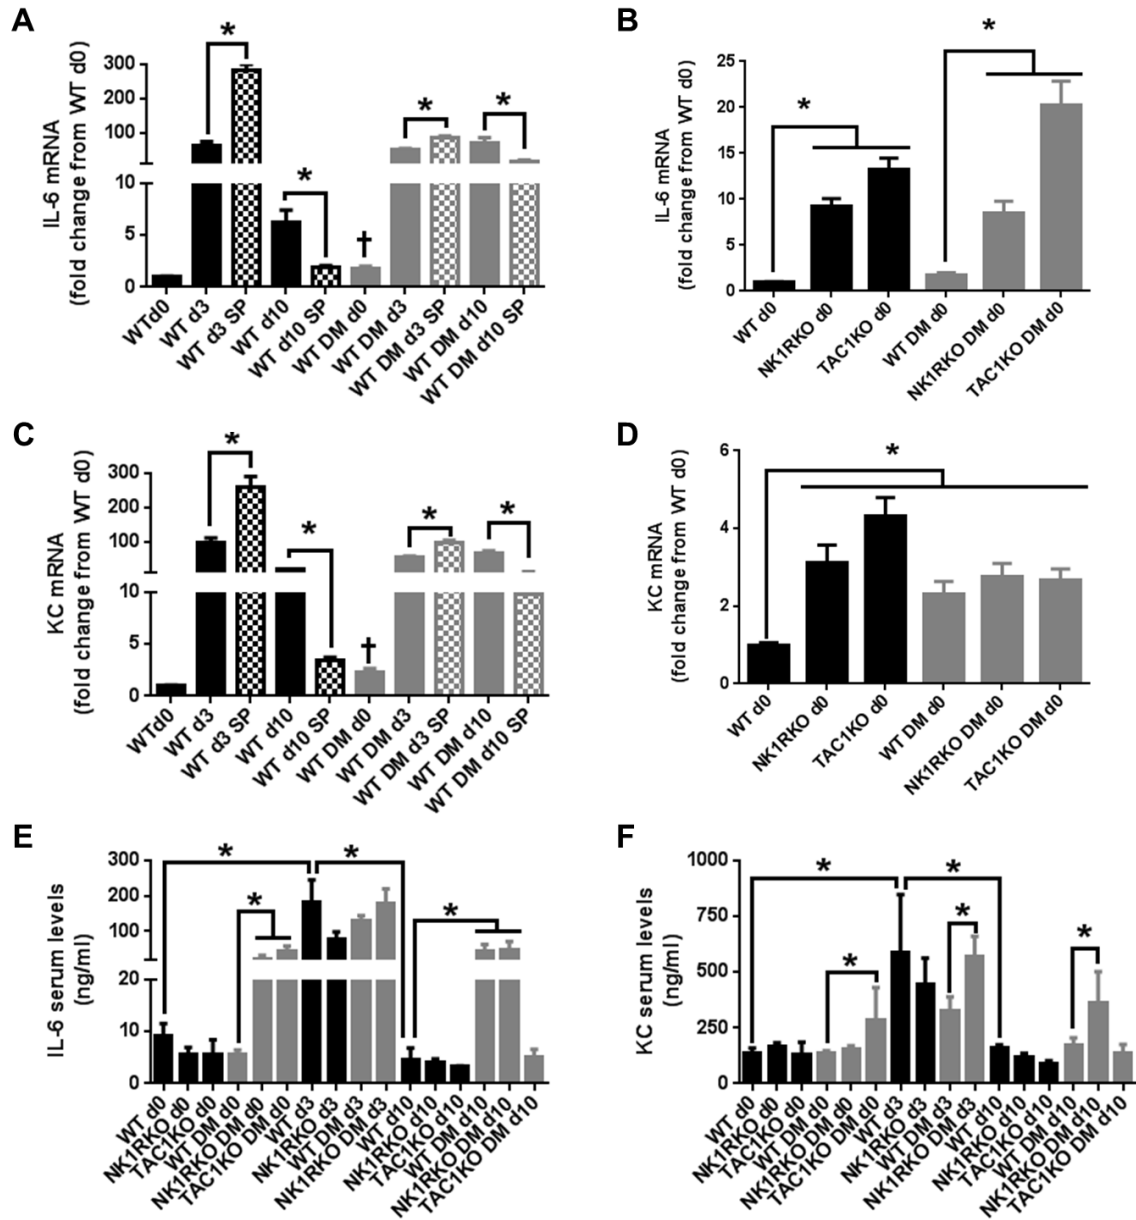 A
IL-6 mRNA
(fold change from WT d0)
300
200
100
10
5
0
*
*
*
*
†
WTd0
WT d3
WT d3 SP
WT d10
WT d10 SP
WT DM d0
WT DM d3
WT DM d3 SP
WT DM d10
WT DM d10 SP
B
IL-6 mRNA
(fold change from WT d0)
25
20
15
10
5
0
*
*
WT d0
NK1RKO d0
TAC1KO d0
WT DM d0
NK1RKO DM d0
TAC1KO DM d0
C
KC mRNA
(fold change from WT d0)
300
200
100
10
5
0
*
*
*
*
†
WTd0
WT d3
WT d3 SP
WT d10
WT d10 SP
WT DM d0
WT DM d3
WT DM d3 SP
WT DM d10
WT DM d10 SP
D
KC mRNA
(fold change from WT d0)
6
4
2
0
*
WT d0
NK1RKO d0
TAC1KO d0
WT DM d0
NK1RKO DM d0
TAC1KO DM d0
E
IL-6 serum levels
(ng/ml)
300
200
100
20
10
0
*
*
*
*
WT d0
NK1RKO d0
TAC1KO d0
WT DM d0
NK1RKO DM d0
TAC1KO DM d0
WT d3
NK1RKO d3
WT DM d3
NK1RKO DM d3
WT d10
NK1RKO d10
TAC1KO d10
WT DM d10
NK1RKO DM d10
TAC1KO DM d10
F
KC serum levels
(ng/ml)
1000
750
500
250
0
*
*
*
*
*
WT d0
NK1RKO d0
TAC1KO d0
WT DM d0
NK1RKO DM d0
TAC1KO DM d0
WT d3
NK1RKO d3
WT DM d3
NK1RKO DM d3
WT d10
NK1RKO d10
TAC1KO d10
WT DM d10
NK1RKO DM d10
TAC1KO DM d10